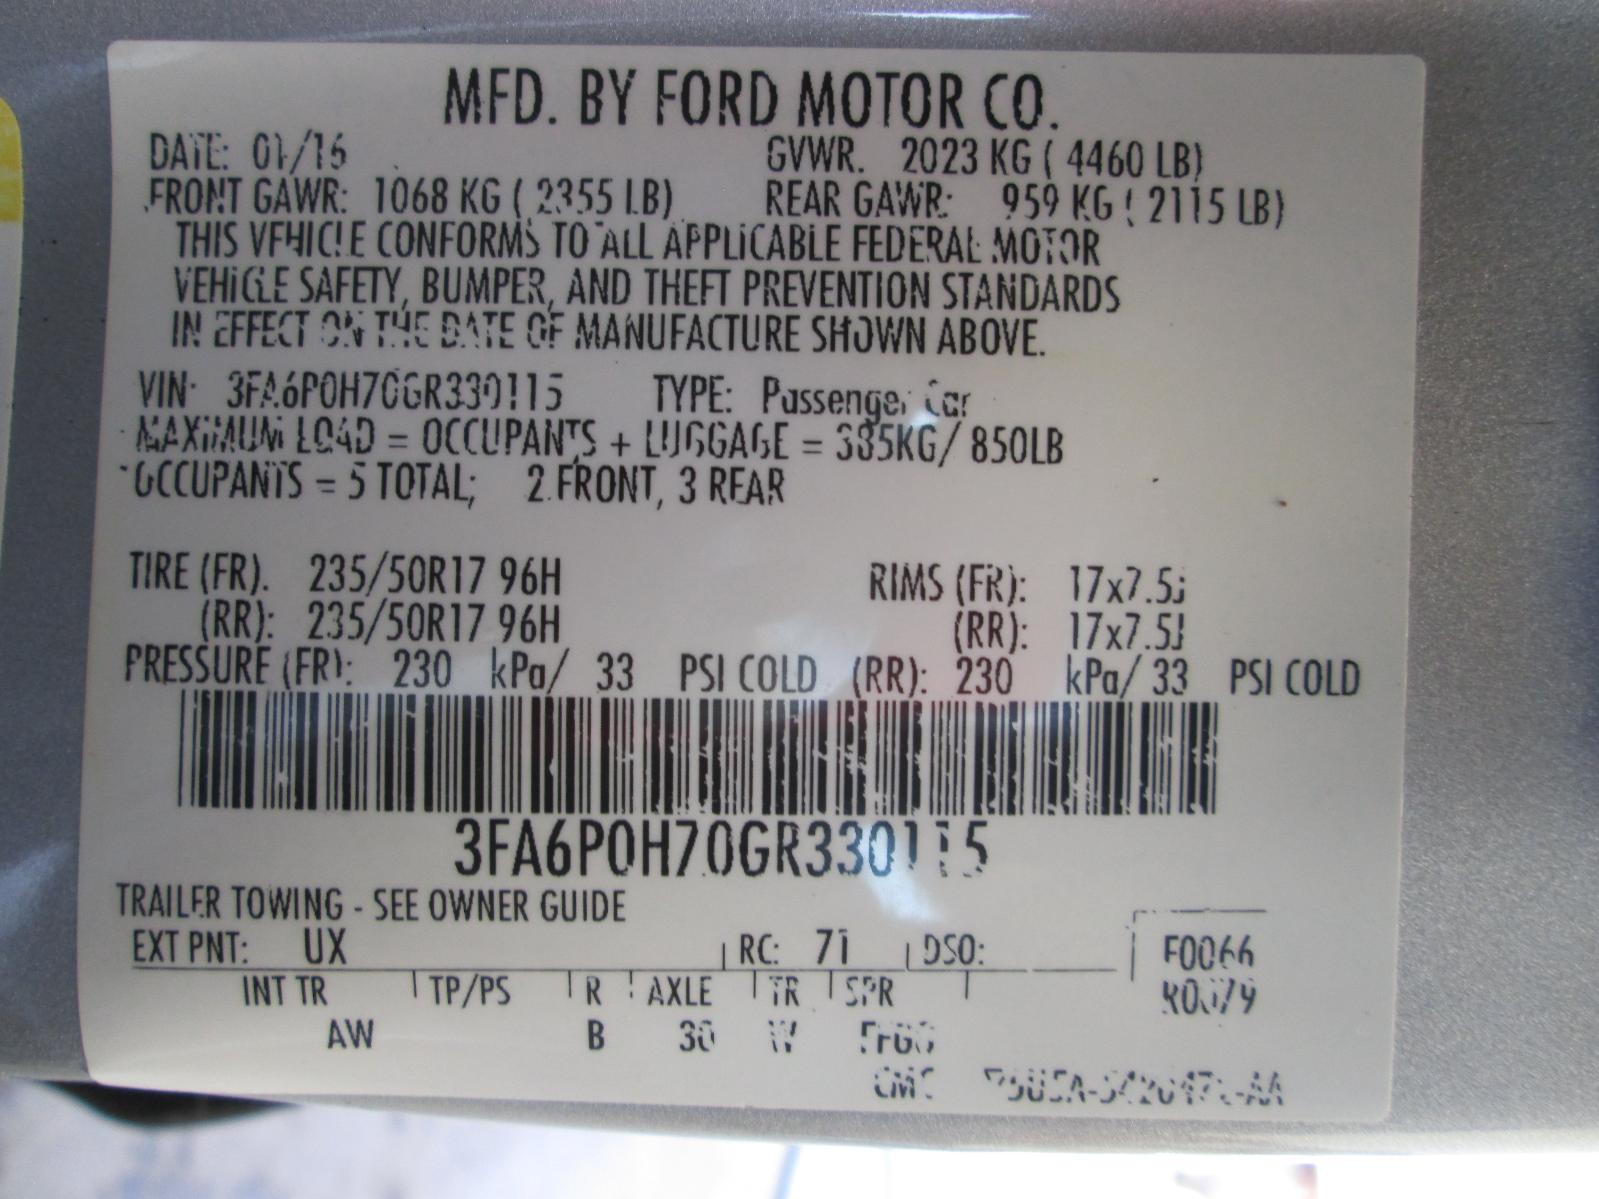 MFD. BY FORD MOTOR CO.
DATE: 01/16 GVWR. 2023 KG ( 4460 LB)
FRONT GAWR: 1068 KG ( 2355 LB) REAR GAWR: 959 KG ( 2115 LB)
THIS VEHICLE CONFORMS TO ALL APPLICABLE FEDERAL MOTOR
VEHICLE SAFETY, BUMPER, AND THEFT PREVENTION STANDARDS
IN EFFECT ON THE DATE OF MANUFACTURE SHOWN ABOVE.
VIN: 3FA6P0H70GR330115 TYPE: Passenger Car
MAXIMUM LOAD = OCCUPANTS + LUGGAGE = 385KG/ 850LB
OCCUPANTS = 5 TOTAL; 2 FRONT, 3 REAR
TIRE (FR). 235/50R17 96H RIMS (FR): 17x7.5J
(RR): 235/50R17 96H (RR): 17x7.5J
PRESSURE (FR): 230 kPa/ 33 PSI COLD (RR): 230 kPa/ 33 PSI COLD
3FA6P0H70GR330115
TRAILER TOWING - SEE OWNER GUIDE
EXT PNT: UX RC: 71 DSO: F0066
INT TR TP/PS R AXLE TR SPR R0079
AW B 30 W